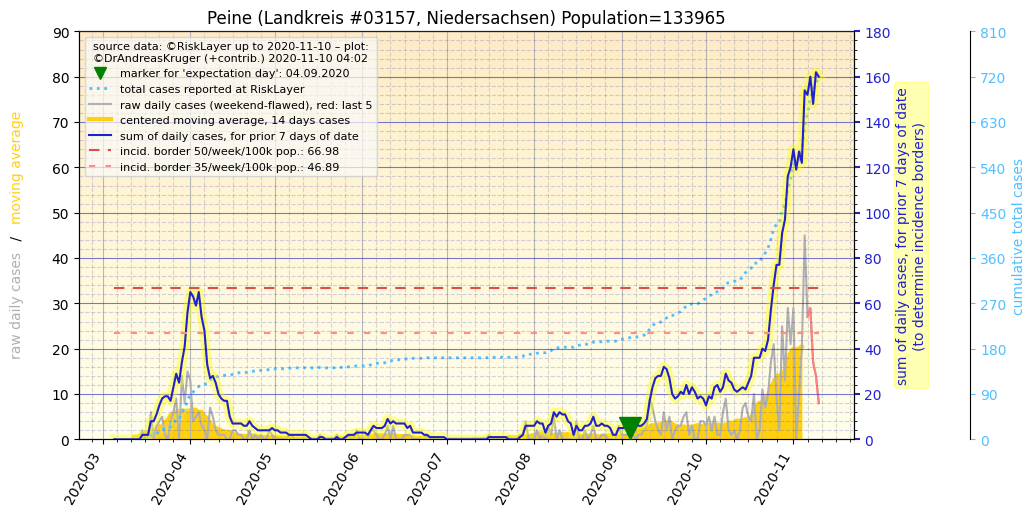 Peine (Landkreis #03157, Niedersachsen) Population=133965
source data: ©RiskLayer up to 2020-11-10 – plot:
©DrAndreasKruger (+contrib.) 2020-11-10 04:02
marker for 'expectation day': 04.09.2020
total cases reported at RiskLayer
raw daily cases (weekend-flawed), red: last 5
centered moving average, 14 days cases
sum of daily cases, for prior 7 days of date
incid. border 50/week/100k pop.: 66.98
incid. border 35/week/100k pop.: 46.89
raw daily cases / moving average
90
80
70
60
50
40
30
20
10
0
2020-03
2020-04
2020-05
2020-06
2020-07
2020-08
2020-09
2020-10
2020-11
180
160
140
120
100
80
60
40
20
0
sum of daily cases, for prior 7 days of date
(to determine incidence borders)
810
720
630
540
450
360
270
180
90
0
cumulative total cases